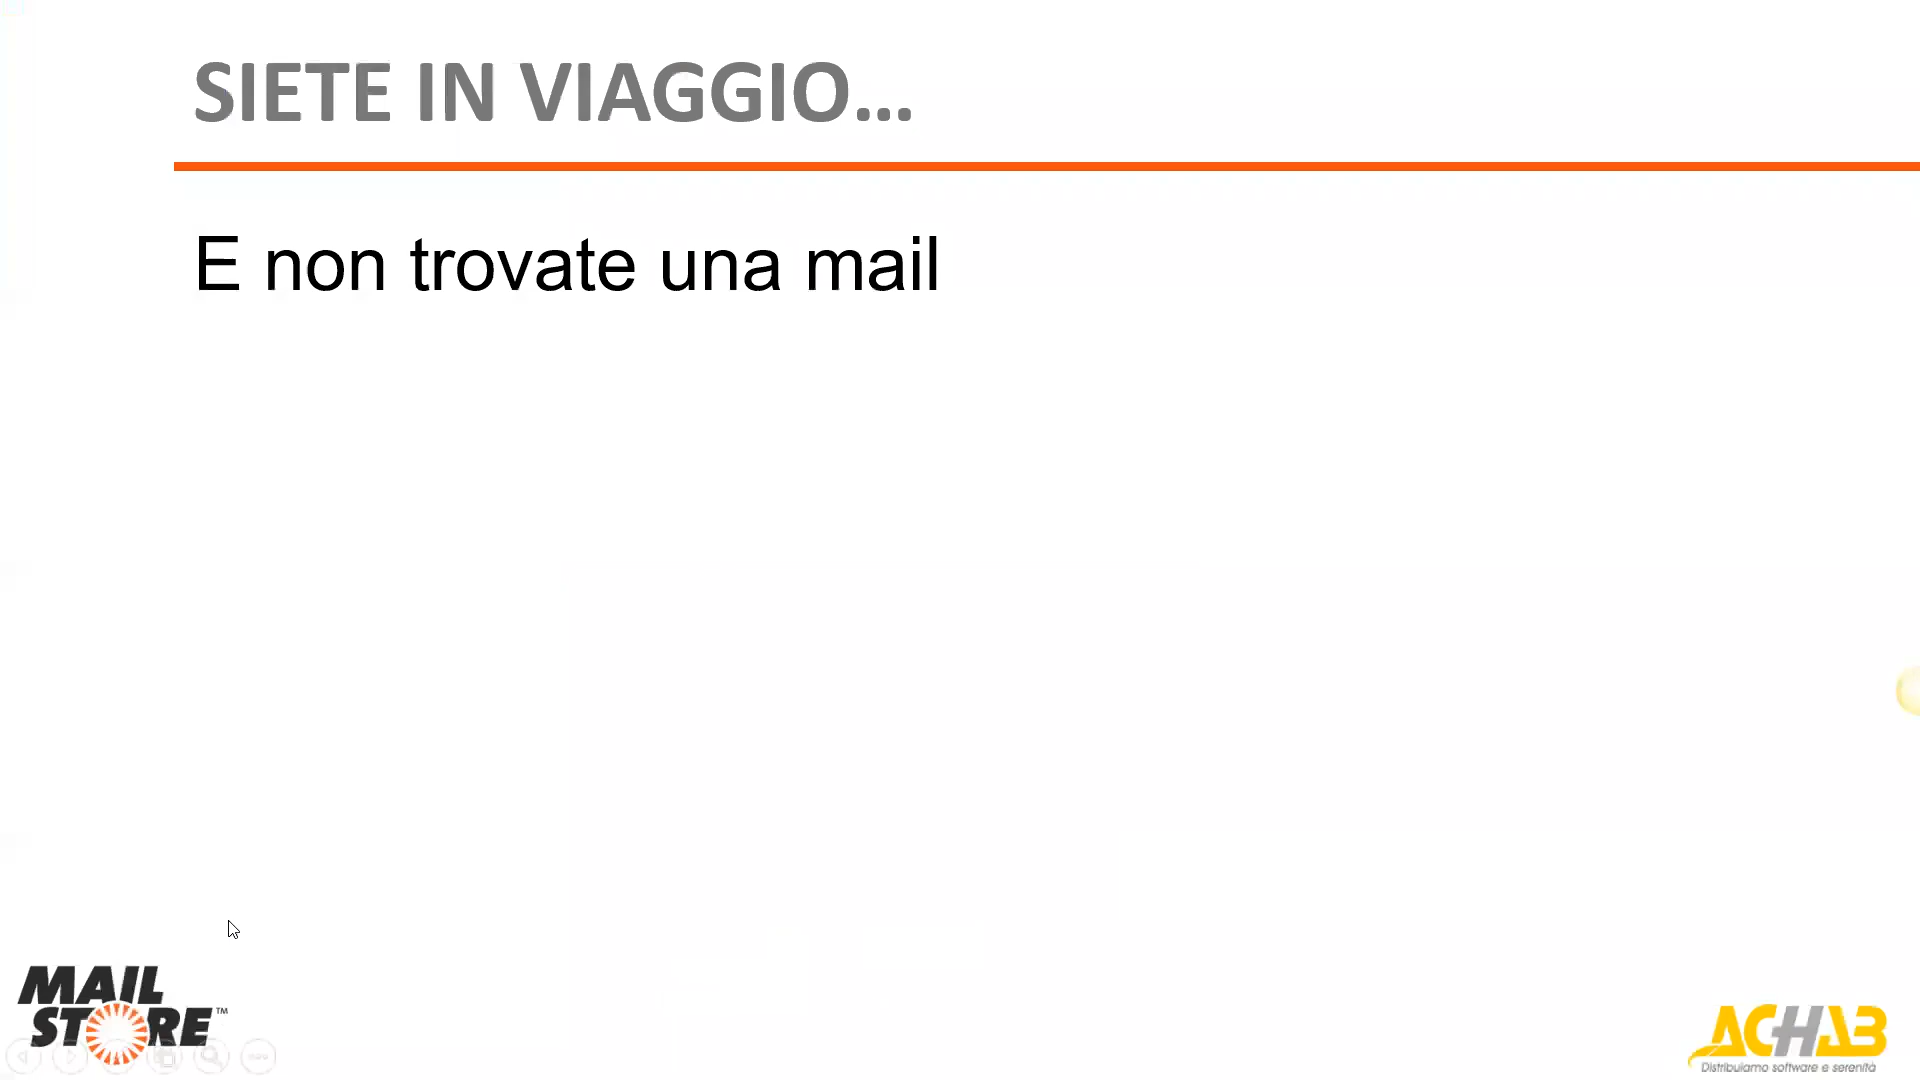 SIETE IN VIAGGIO...
E non trovate una mail
MAIL
STORE™
ACHAB
Distribuiamo software e serenità